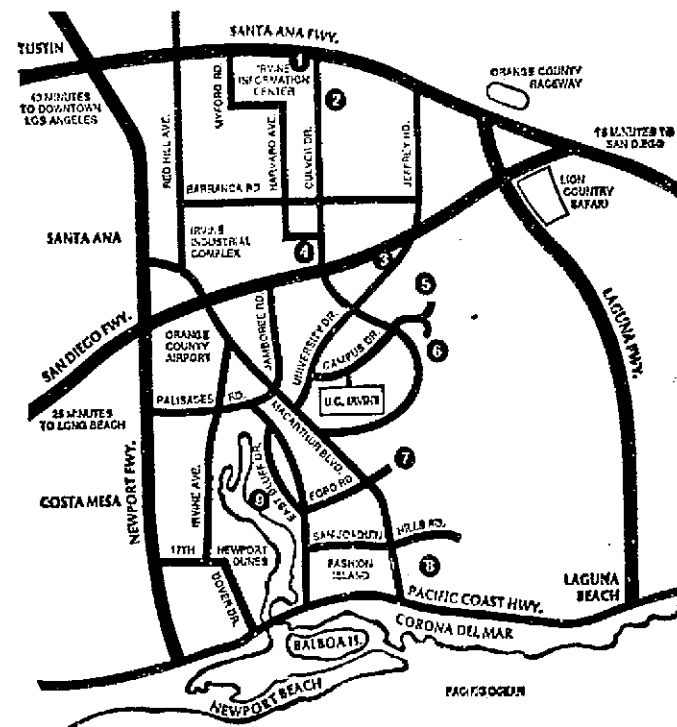 SANTA ANA FWY.
TUSTIN
1
IRVINE
INFORMATION
CENTER
ORANGE COUNTY
RACEWAY
2
MYFORD RD.
HARVARD AVE.
CULVER DR.
JEFFREY RD.
RED HILL AVE.
MINUTES
TO DOWNTOWN
LOS ANGELES
MINUTES TO
SAN DIEGO
LION
COUNTRY
SAFARI
BARRANCA RD
SANTA ANA
IRVINE
INDUSTRIAL
COMPLEX
4
3
5
6
SAN DIEGO FWY.
ORANGE
COUNTY
AIRPORT
JAMBOREE RD.
UNIVERSITY DR.
CAMPUS DR.
U.C. IRVINE
LAGUNA FWY.
PALISADES RD.
MINUTES
TO LONG BEACH
MACARTHUR BLVD.
7
COSTA MESA
NEWPORT FWY.
IRVINE AVE.
EAST BLUFF DR.
FORD RD
9
17TH
NEWPORT
DUNES
SAN JOAQUIN HILLS RD.
FASHION
ISLAND
8
DOVER DR.
PACIFIC COAST HWY.
LAGUNA
BEACH
BALBOA IS.
CORONA DEL MAR
NEWPORT BEACH
PACIFIC OCEAN